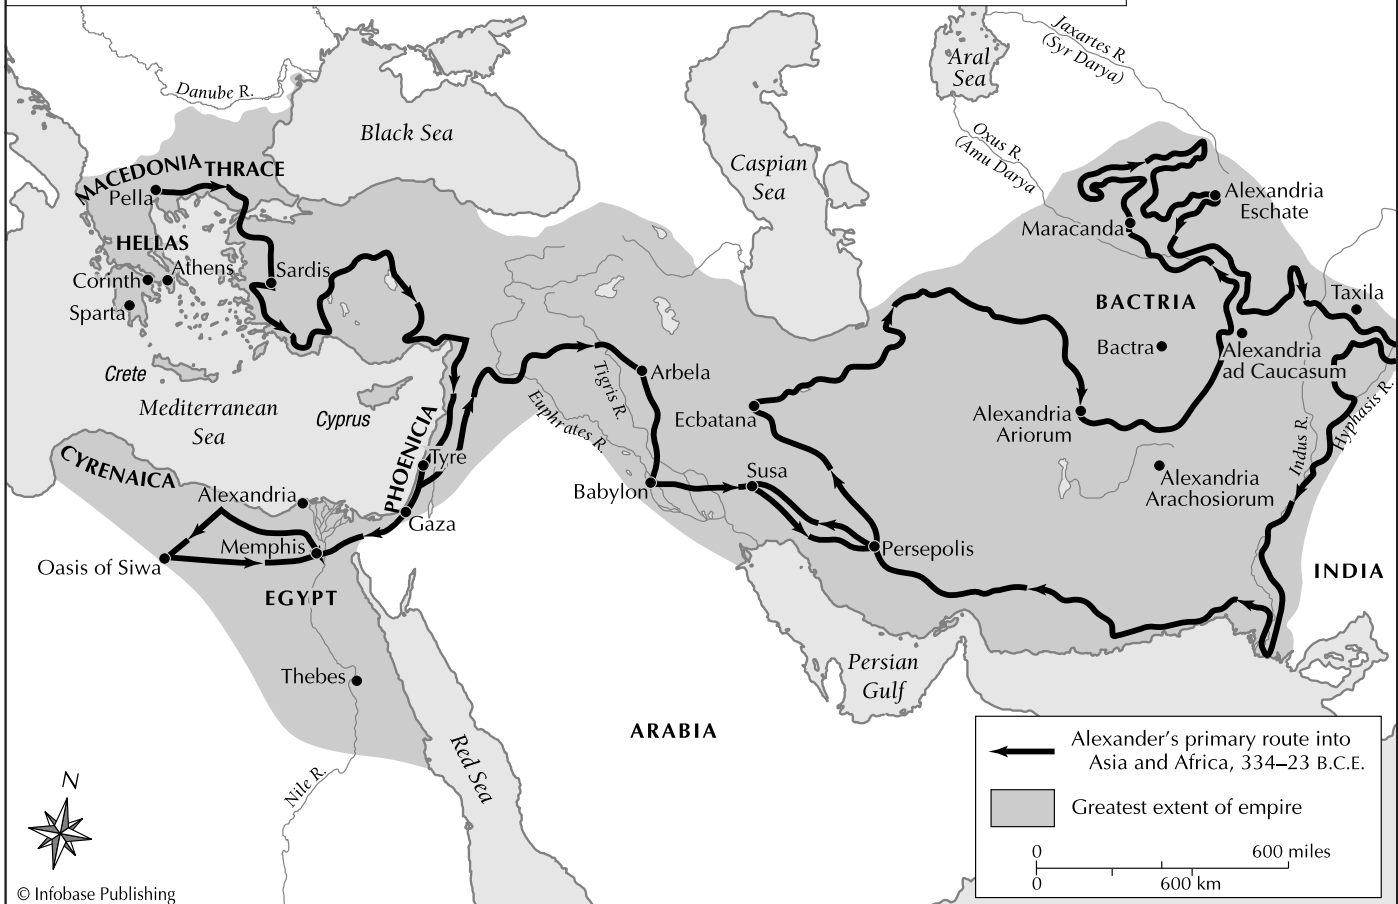 Jaxartes R.
(Syr Darya)
Aral
Sea
Danube R.
Black Sea
Oxus R.
(Amu Darya
Caspian
Sea
MACEDONIA
THRACE
Pella
Alexandria
Eschate
Maracanda
HELLAS
Athens
Corinth
Sardis
Sparta
BACTRIA
Taxila
Bactra
Alexandria
ad Caucasum
Crete
Arbela
Tigris R.
Mediterranean
Sea
Cyprus
Euphrates R.
Ecbatana
Alexandria
Ariorum
Indus R.
Hyphasis R.
PHOENICIA
CYRENAICA
Tyre
Susa
Alexandria
Arachosiorum
Alexandria
Babylon
Gaza
Memphis
Persepolis
Oasis of Siwa
INDIA
EGYPT
Thebes
Persian
Gulf
ARABIA
Red Sea
Nile R.
N
Alexander's primary route into
Asia and Africa, 334–23 B.C.E.
Greatest extent of empire
0
600 miles
0
600 km
© Infobase Publishing